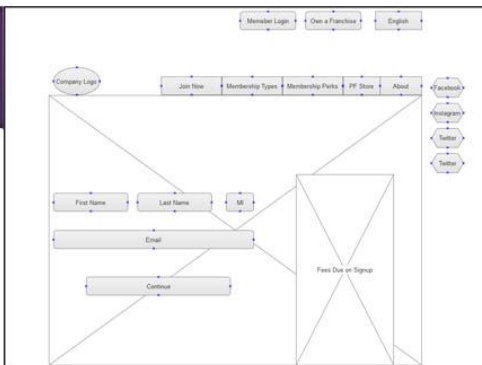 Member Login
Own a Franchise
English
Company Logo
Join Now
Membership Types
Membership Perks
PF Store
About
Facebook
Instagram
Twitter
Twitter
First Name
Last Name
MI
Email
Fees Due on Signup
Continue